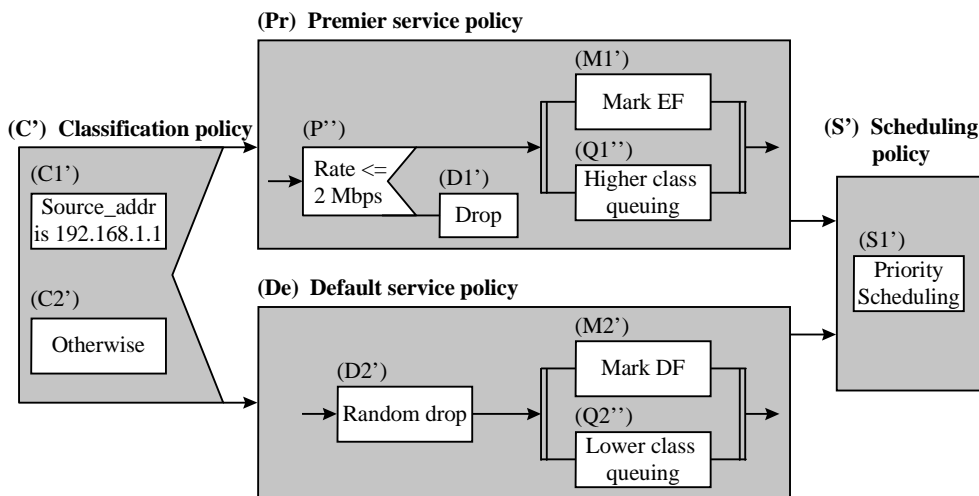 (Pr) Premier service policy
(M1’)
Mark EF
(C’) Classification policy
(P’’)
(S’) Scheduling
policy
(Q1’’)
Rate <=
2 Mbps
(C1’)
(D1’)
Higher class
queuing
Source_addr
is 192.168.1.1
Drop
(S1’)
Priority
Scheduling
(De) Default service policy
(C2’)
(M2’)
Otherwise
Mark DF
(D2’)
Random drop
(Q2’’)
Lower class
queuing